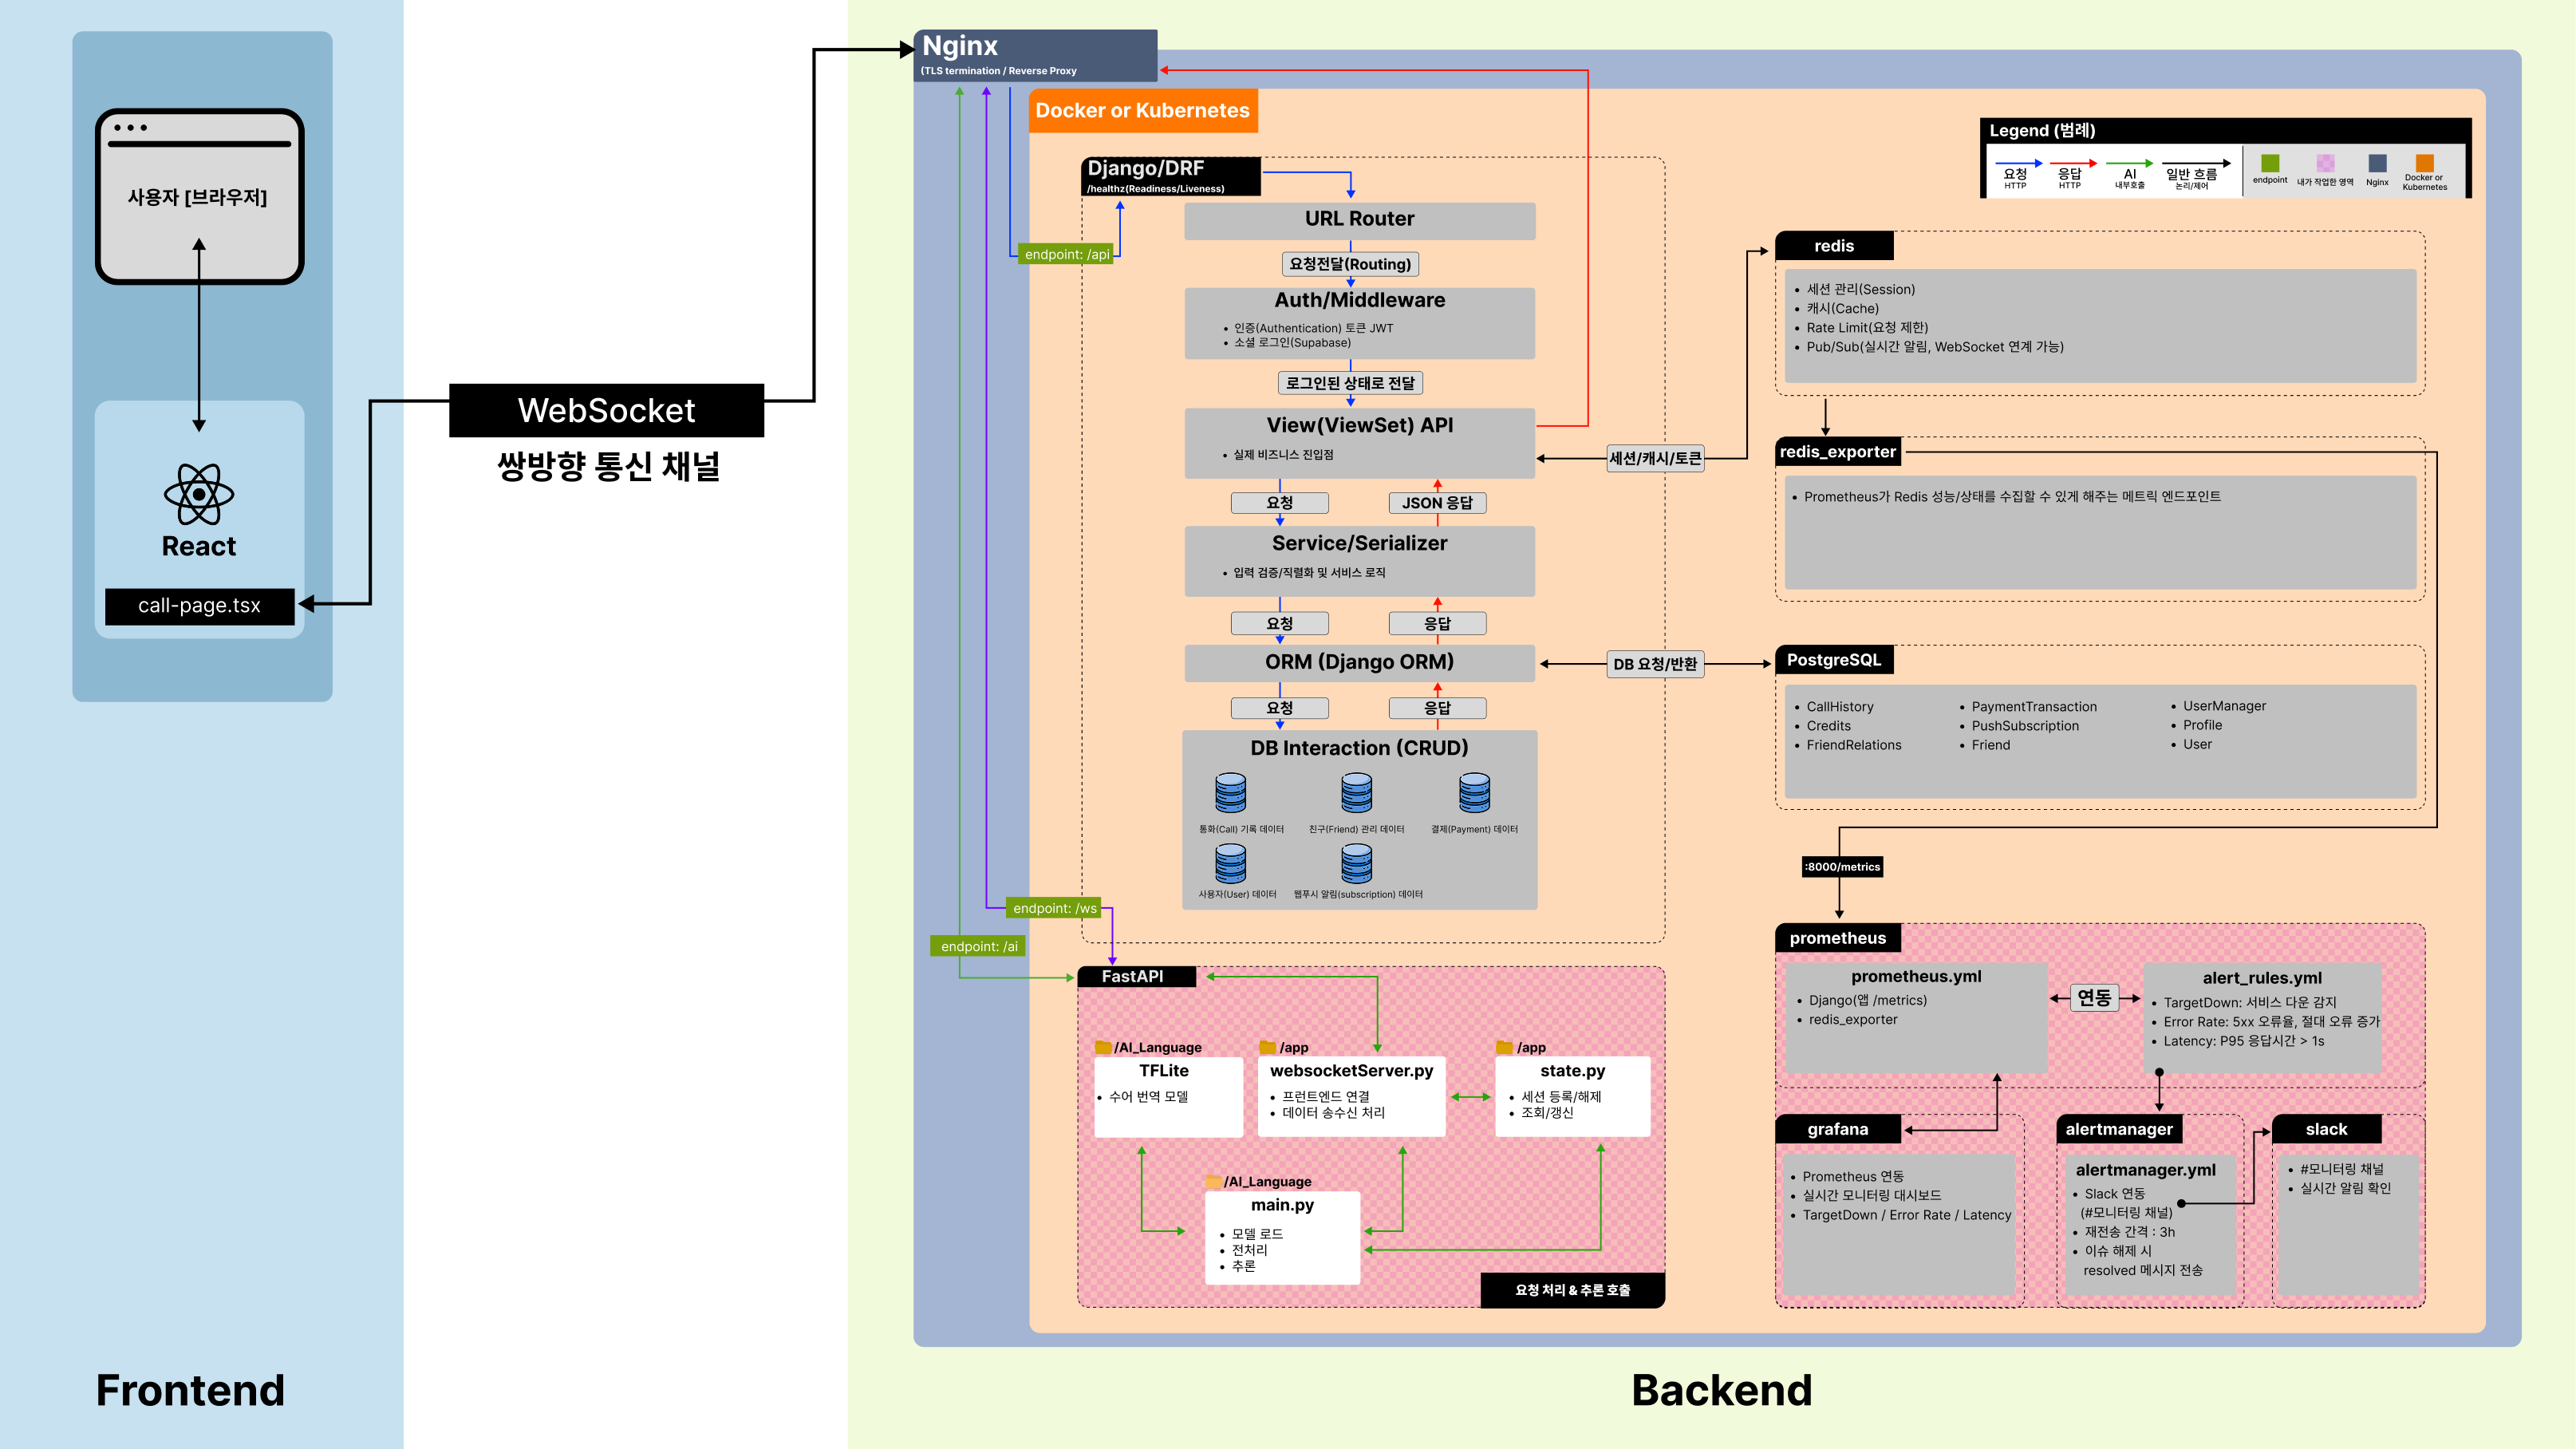 사용자 [브라우저]
React
call-page.tsx
Frontend
WebSocket
쌍방향 통신 채널
Nginx
(TLS termination / Reverse Proxy
Docker or Kubernetes
Legend (범례)
요청
HTTP
응답
HTTP
AI
내부호출
일반 흐름
논리/제어
endpoint
내가 작업한 영역
Nginx
Docker or
Kubernetes
Django/DRF
/healthz(Readiness/Liveness)
endpoint: /api
URL Router
요청전달(Routing)
Auth/Middleware
• 인증(Authentication) 토큰 JWT
• 소셜 로그인(Supabase)
로그인된 상태로 전달
View(ViewSet) API
• 실제 비즈니스 진입점
세션/캐시/토큰
요청
JSON 응답
Service/Serializer
• 입력 검증/직렬화 및 서비스 로직
요청
응답
ORM (Django ORM)
DB 요청/반환
요청
응답
DB Interaction (CRUD)
통화(Call) 기록 데이터
친구(Friend) 관리 데이터
결제(Payment) 데이터
사용자(User) 데이터
웹푸시 알림(subscription) 데이터
endpoint: /ws
endpoint: /ai
FastAPI
/AI_Language
TFLite
• 수어 번역 모델
/app
websocketServer.py
• 프런트엔드 연결
• 데이터 송수신 처리
/app
state.py
• 세션 등록/해제
• 조회/갱신
/AI_Language
main.py
• 모델 로드
• 전처리
• 추론
요청 처리 & 추론 호출
redis
• 세션 관리(Session)
• 캐시(Cache)
• Rate Limit(요청 제한)
• Pub/Sub(실시간 알림, WebSocket 연계 가능)
redis_exporter
• Prometheus가 Redis 성능/상태를 수집할 수 있게 해주는 메트릭 엔드포인트
PostgreSQL
• CallHistory
• Credits
• FriendRelations
• PaymentTransaction
• PushSubscription
• Friend
• UserManager
• Profile
• User
:8000/metrics
prometheus
prometheus.yml
• Django(앱 /metrics)
• redis_exporter
연동
alert_rules.yml
• TargetDown: 서비스 다운 감지
• Error Rate: 5xx 오류율, 절대 오류 증가
• Latency: P95 응답시간 > 1s
grafana
• Prometheus 연동
• 실시간 모니터링 대시보드
• TargetDown / Error Rate / Latency
alertmanager
alertmanager.yml
• Slack 연동
(#모니터링 채널)
• 재전송 간격 : 3h
• 이슈 해제 시
resolved 메시지 전송
slack
• #모니터링 채널
• 실시간 알림 확인
Backend